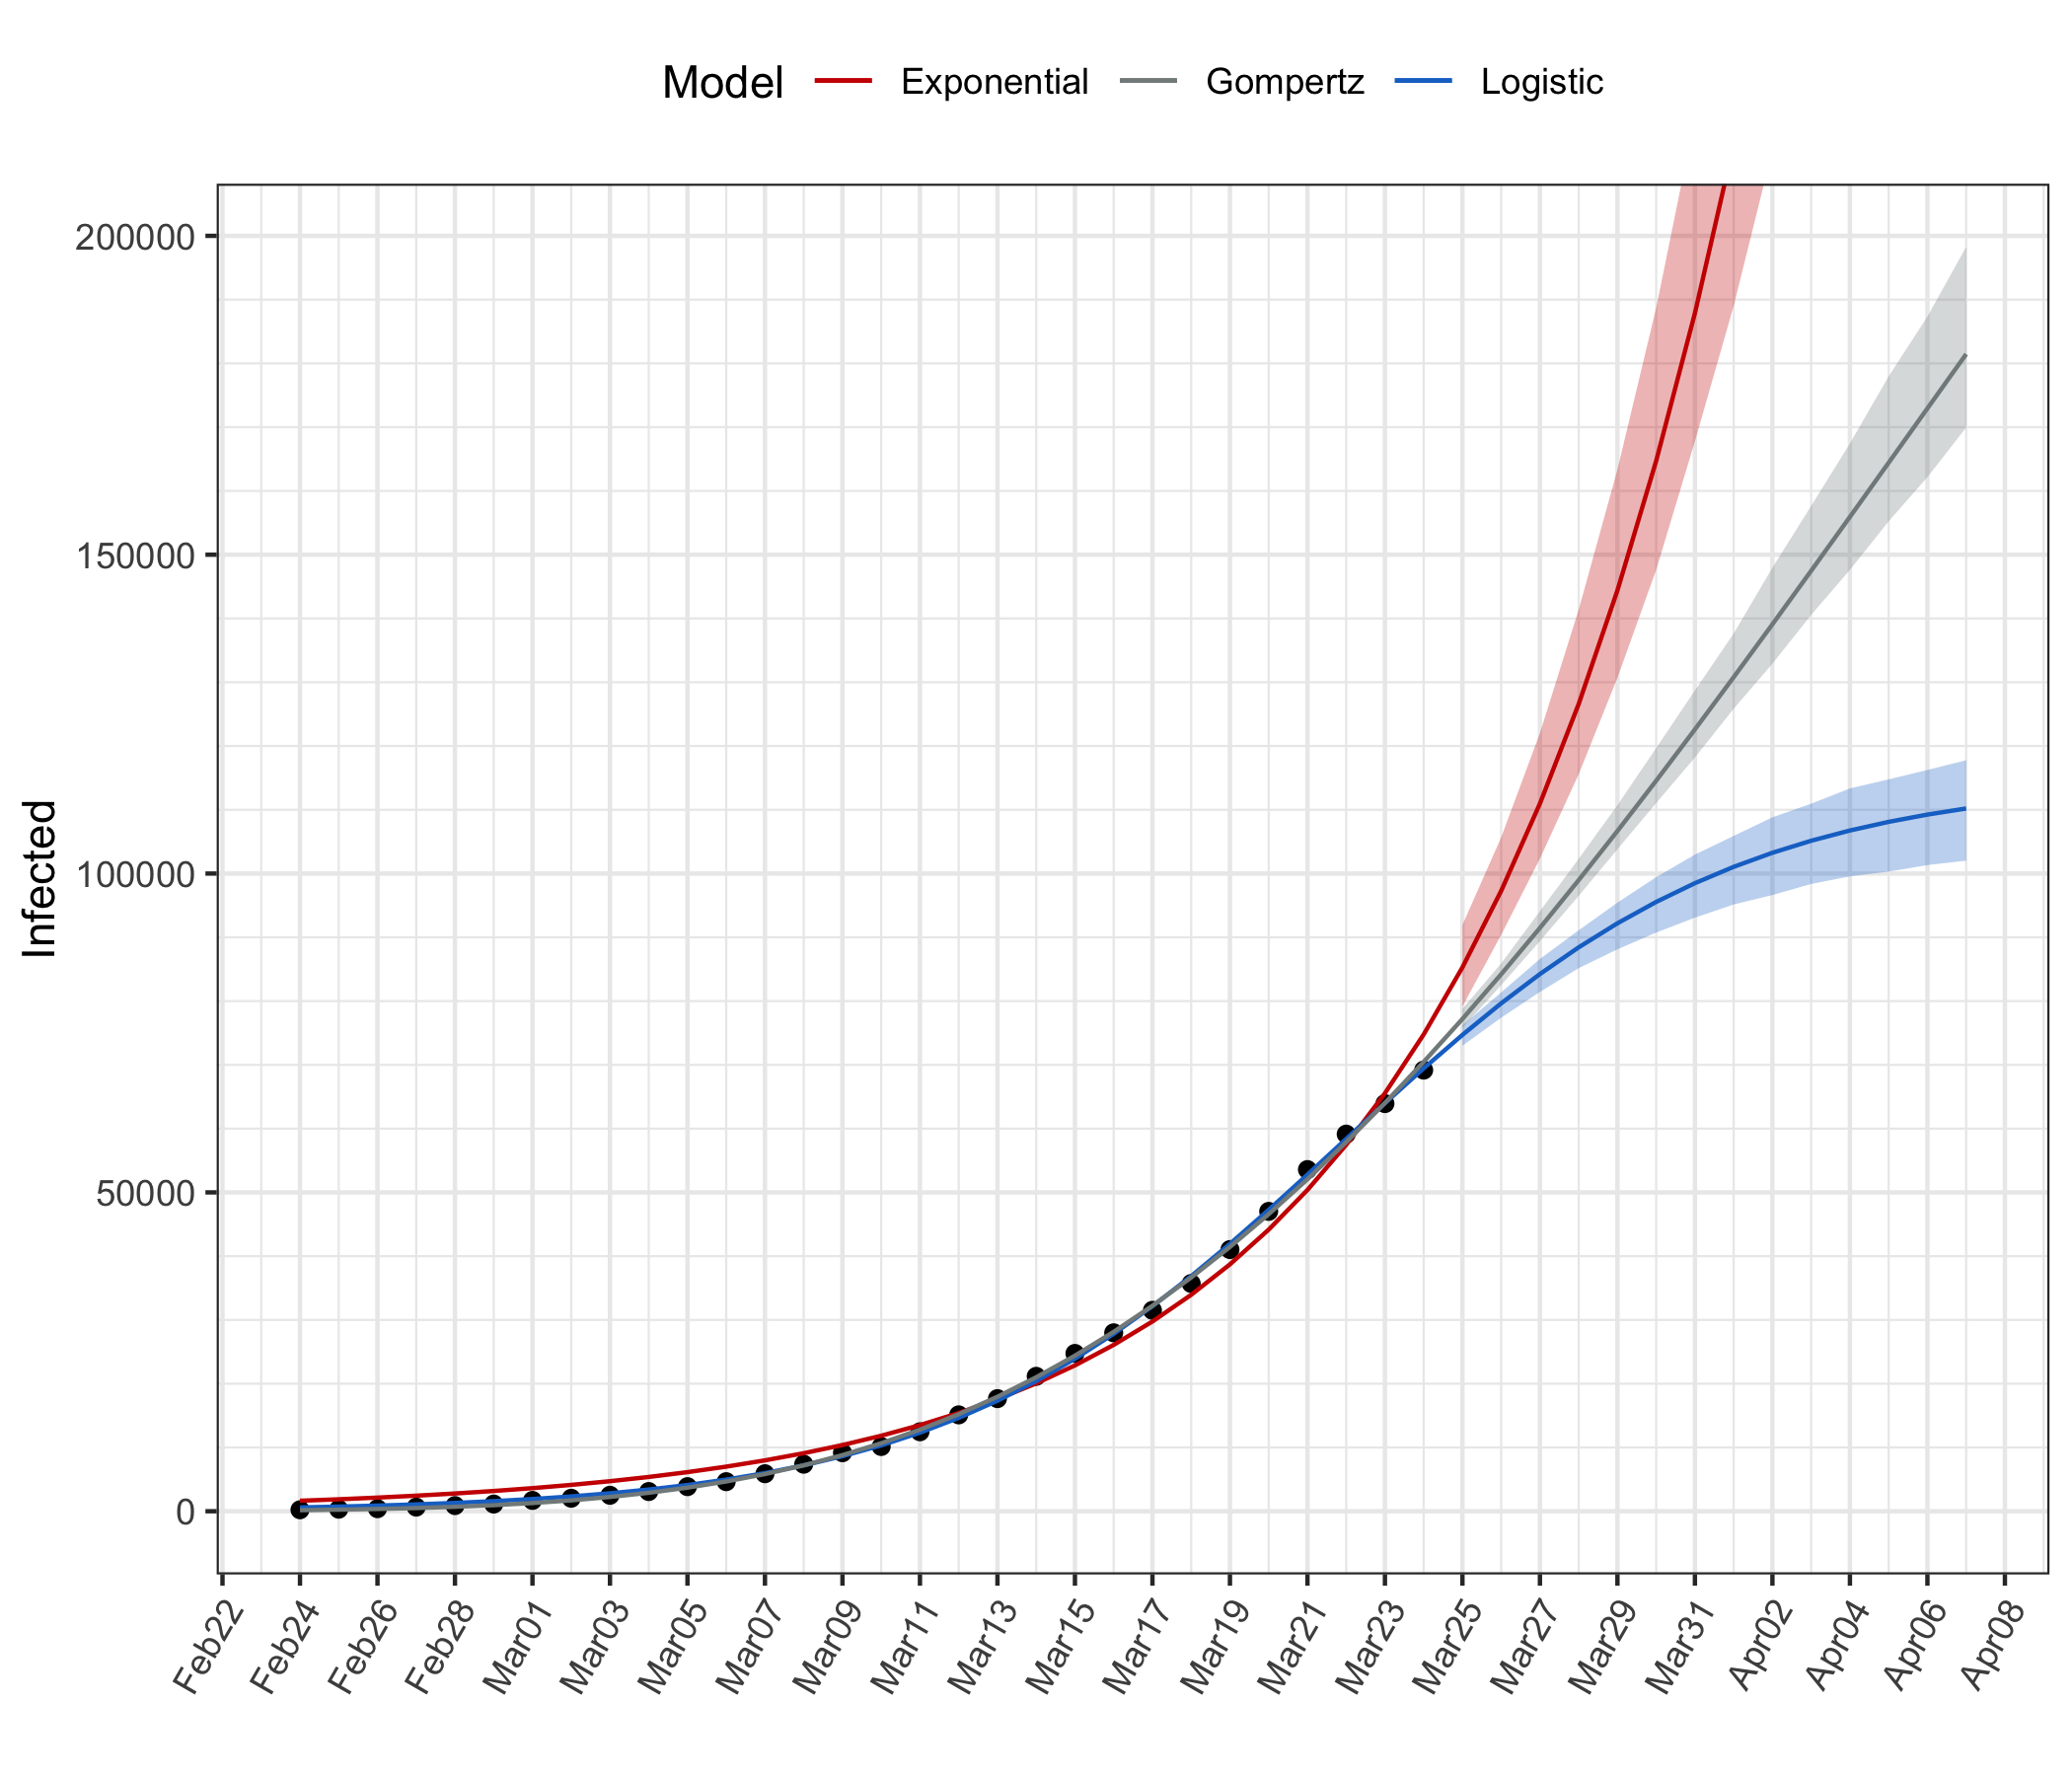 Model Exponential Gompertz Logistic
200000
150000
100000
50000
0
Infected
Feb22 Feb24 Feb26 Feb28 Mar01 Mar03 Mar05 Mar07 Mar09 Mar11 Mar13 Mar15 Mar17 Mar19 Mar21 Mar23 Mar25 Mar27 Mar29 Mar31 Apr02 Apr04 Apr06 Apr08